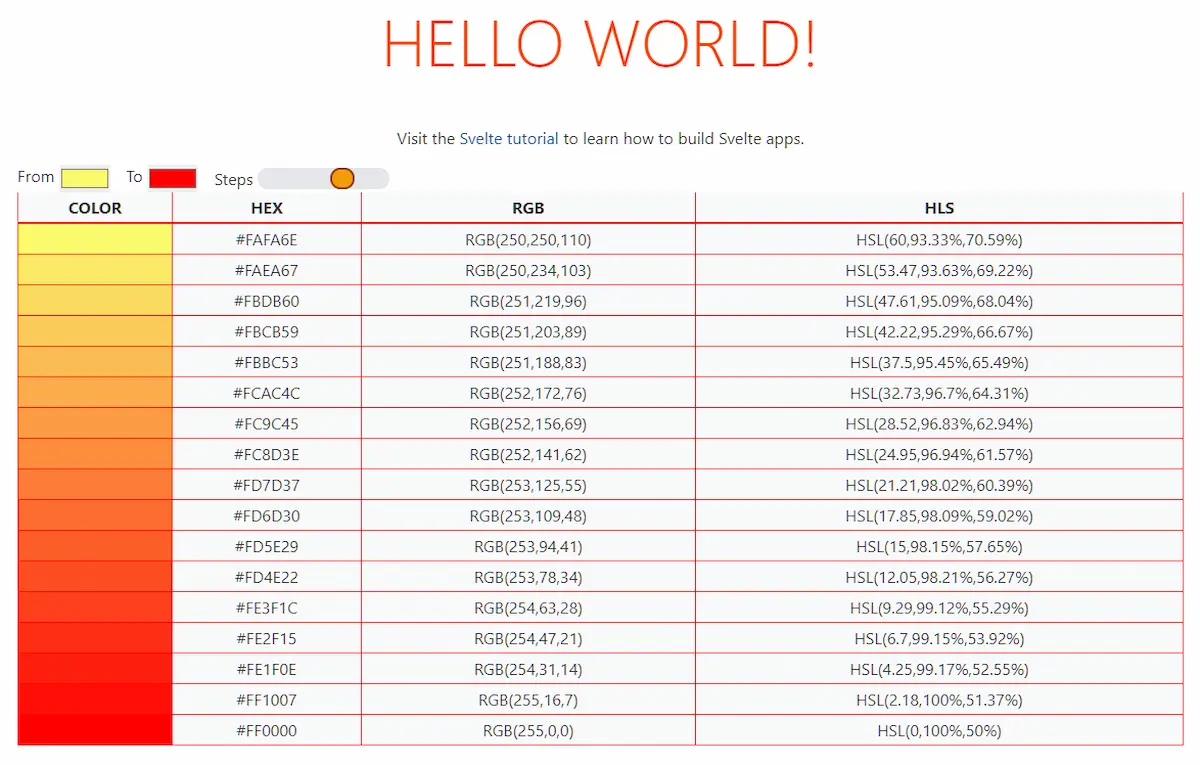 HELLO WORLD!
Visit the Svelte tutorial to learn how to build Svelte apps.
From To Steps
COLOR HEX RGB HLS
#FAFA6E RGB(250,250,110) HSL(60,93.33%,70.59%)
#FAEA67 RGB(250,234,103) HSL(53.47,93.63%,69.22%)
#FBDB60 RGB(251,219,96) HSL(47.61,95.09%,68.04%)
#FBCB59 RGB(251,203,89) HSL(42.22,95.29%,66.67%)
#FBBC53 RGB(251,188,83) HSL(37.5,95.45%,65.49%)
#FCAC4C RGB(252,172,76) HSL(32.73,96.7%,64.31%)
#FC9C45 RGB(252,156,69) HSL(28.52,96.83%,62.94%)
#FC8D3E RGB(252,141,62) HSL(24.95,96.94%,61.57%)
#FD7D37 RGB(253,125,55) HSL(21.21,98.02%,60.39%)
#FD6D30 RGB(253,109,48) HSL(17.85,98.09%,59.02%)
#FD5E29 RGB(253,94,41) HSL(15,98.15%,57.65%)
#FD4E22 RGB(253,78,34) HSL(12.05,98.21%,56.27%)
#FE3F1C RGB(254,63,28) HSL(9.29,99.12%,55.29%)
#FE2F15 RGB(254,47,21) HSL(6.7,99.15%,53.92%)
#FE1F0E RGB(254,31,14) HSL(4.25,99.17%,52.55%)
#FF1007 RGB(255,16,7) HSL(2.18,100%,51.37%)
#FF0000 RGB(255,0,0) HSL(0,100%,50%)